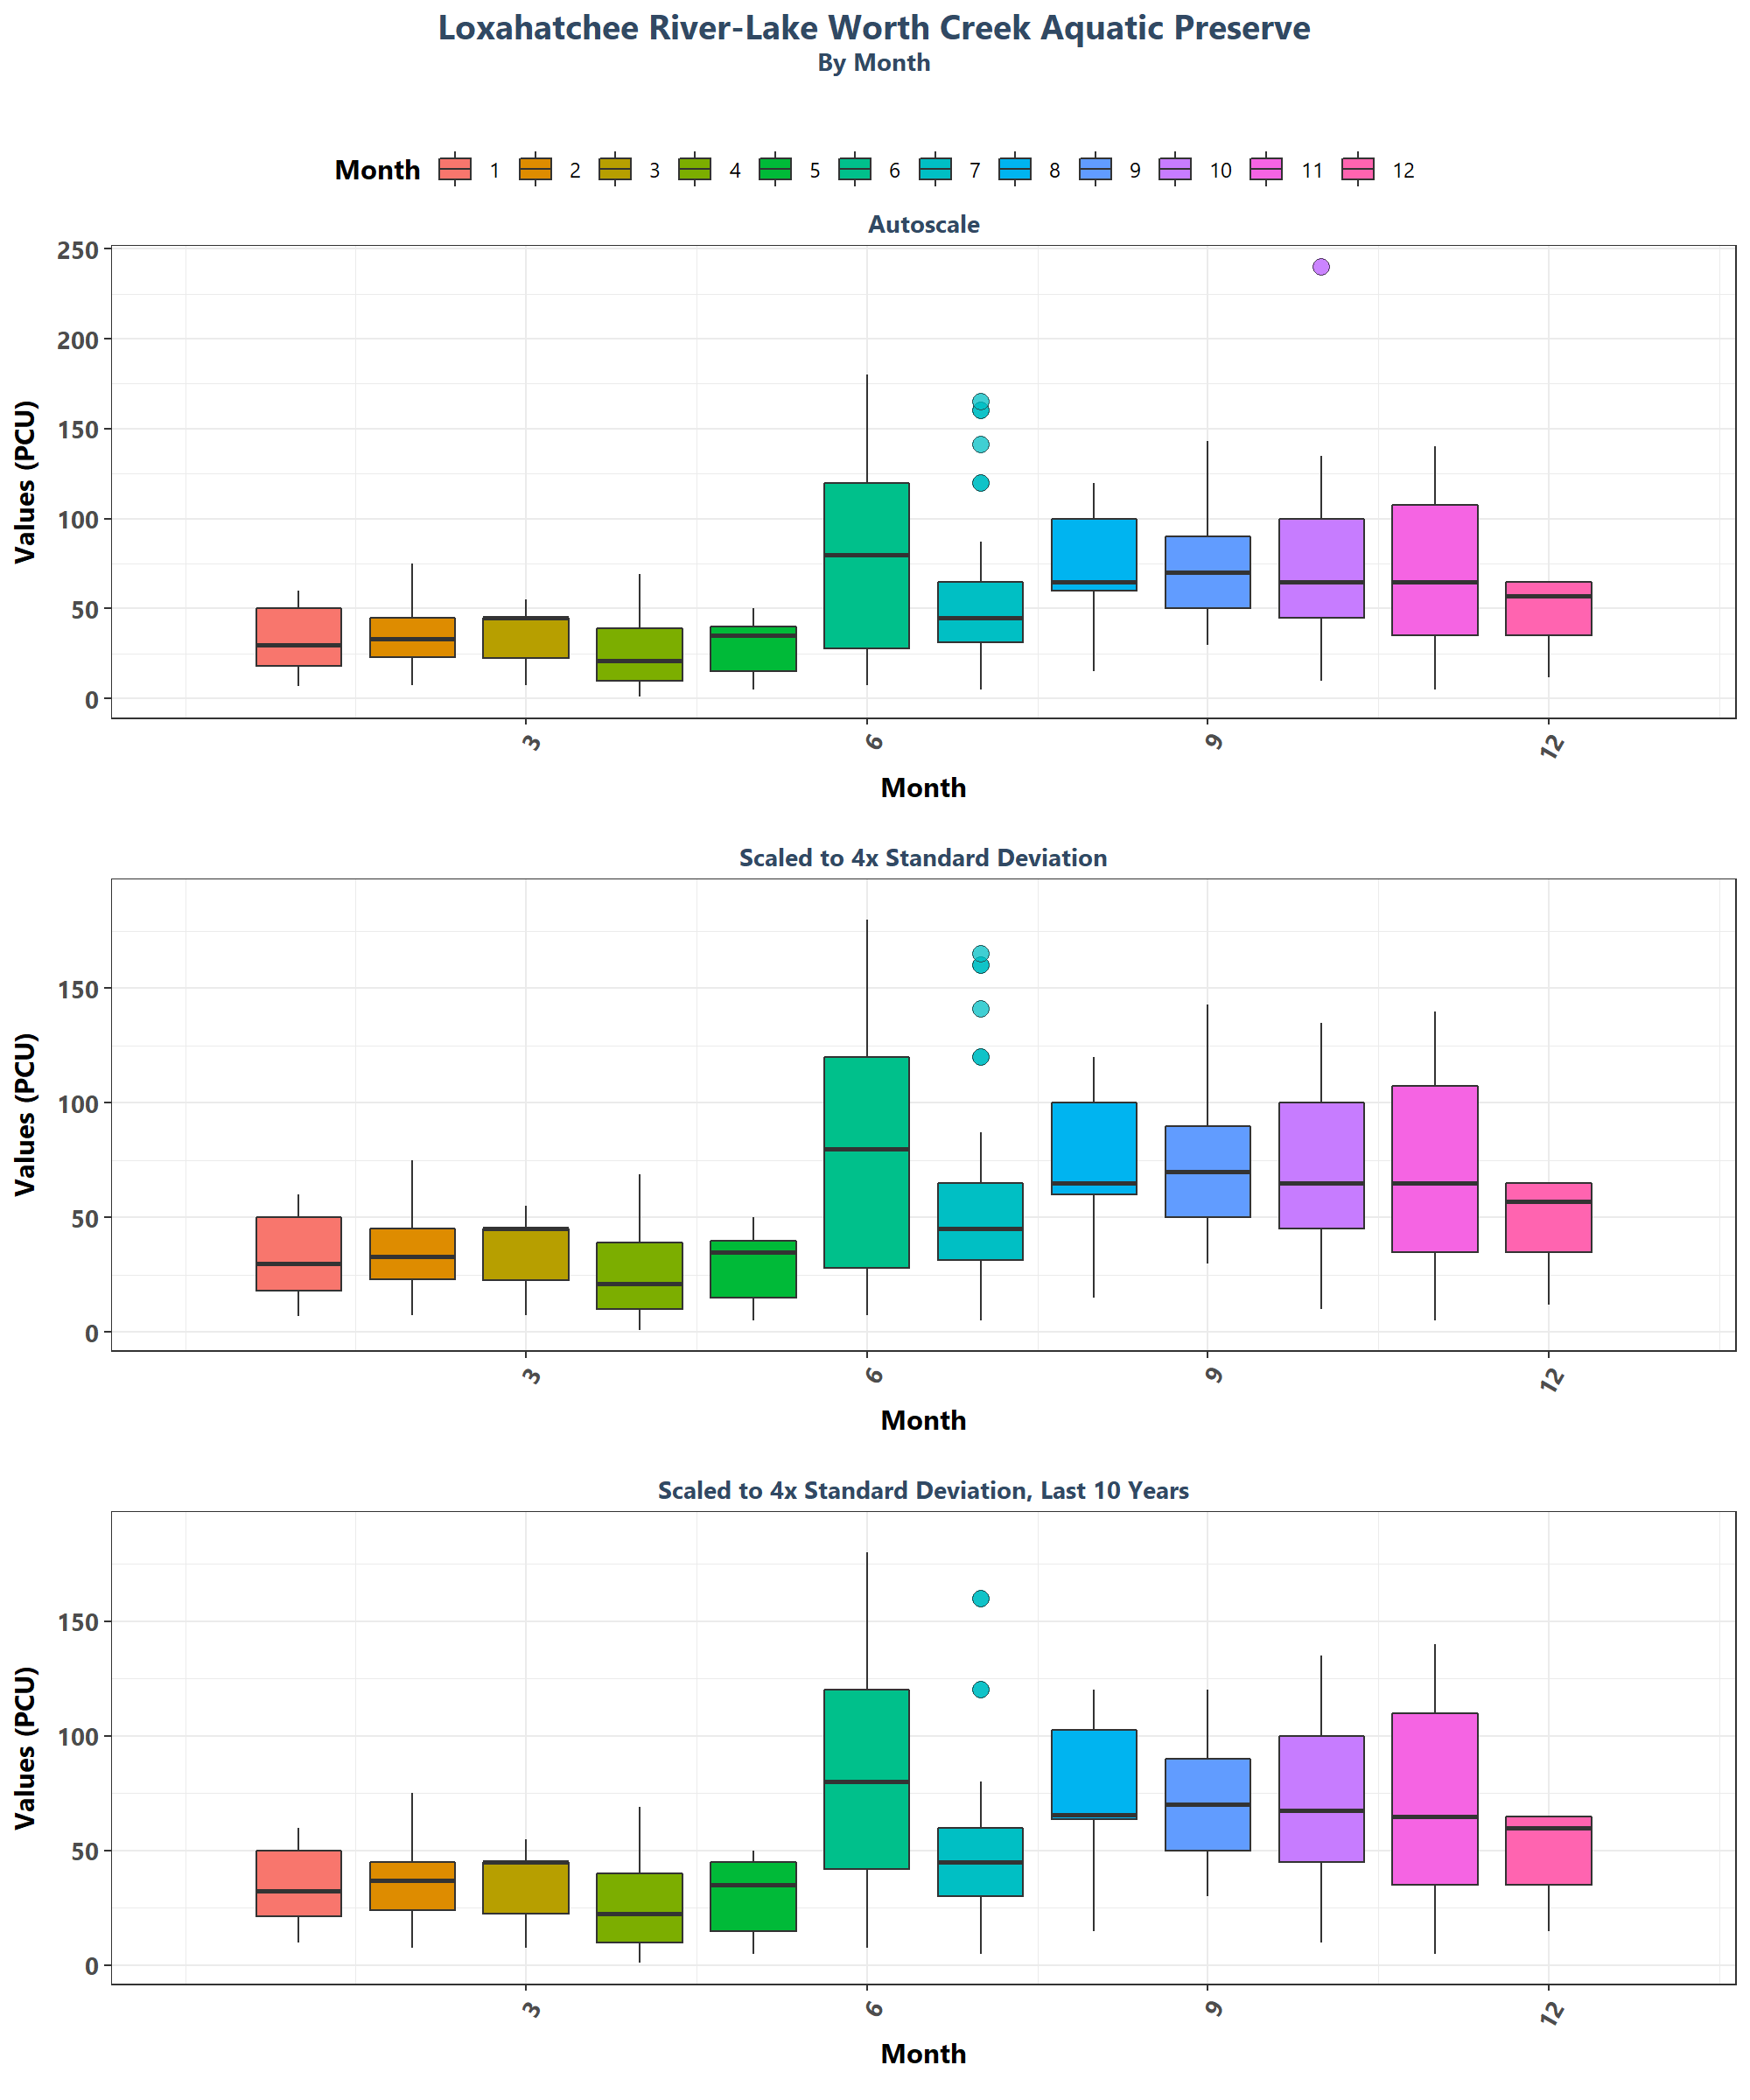 Loxahatchee River-Lake Worth Creek Aquatic Preserve
By Month
Month 1 2 3 4 5 6 7 8 9 10 11 12
Autoscale
Values (PCU)
250
200
150
100
50
0
3 6 9 12
Month
Scaled to 4x Standard Deviation
Values (PCU)
150
100
50
0
3 6 9 12
Month
Scaled to 4x Standard Deviation, Last 10 Years
Values (PCU)
150
100
50
0
3 6 9 12
Month